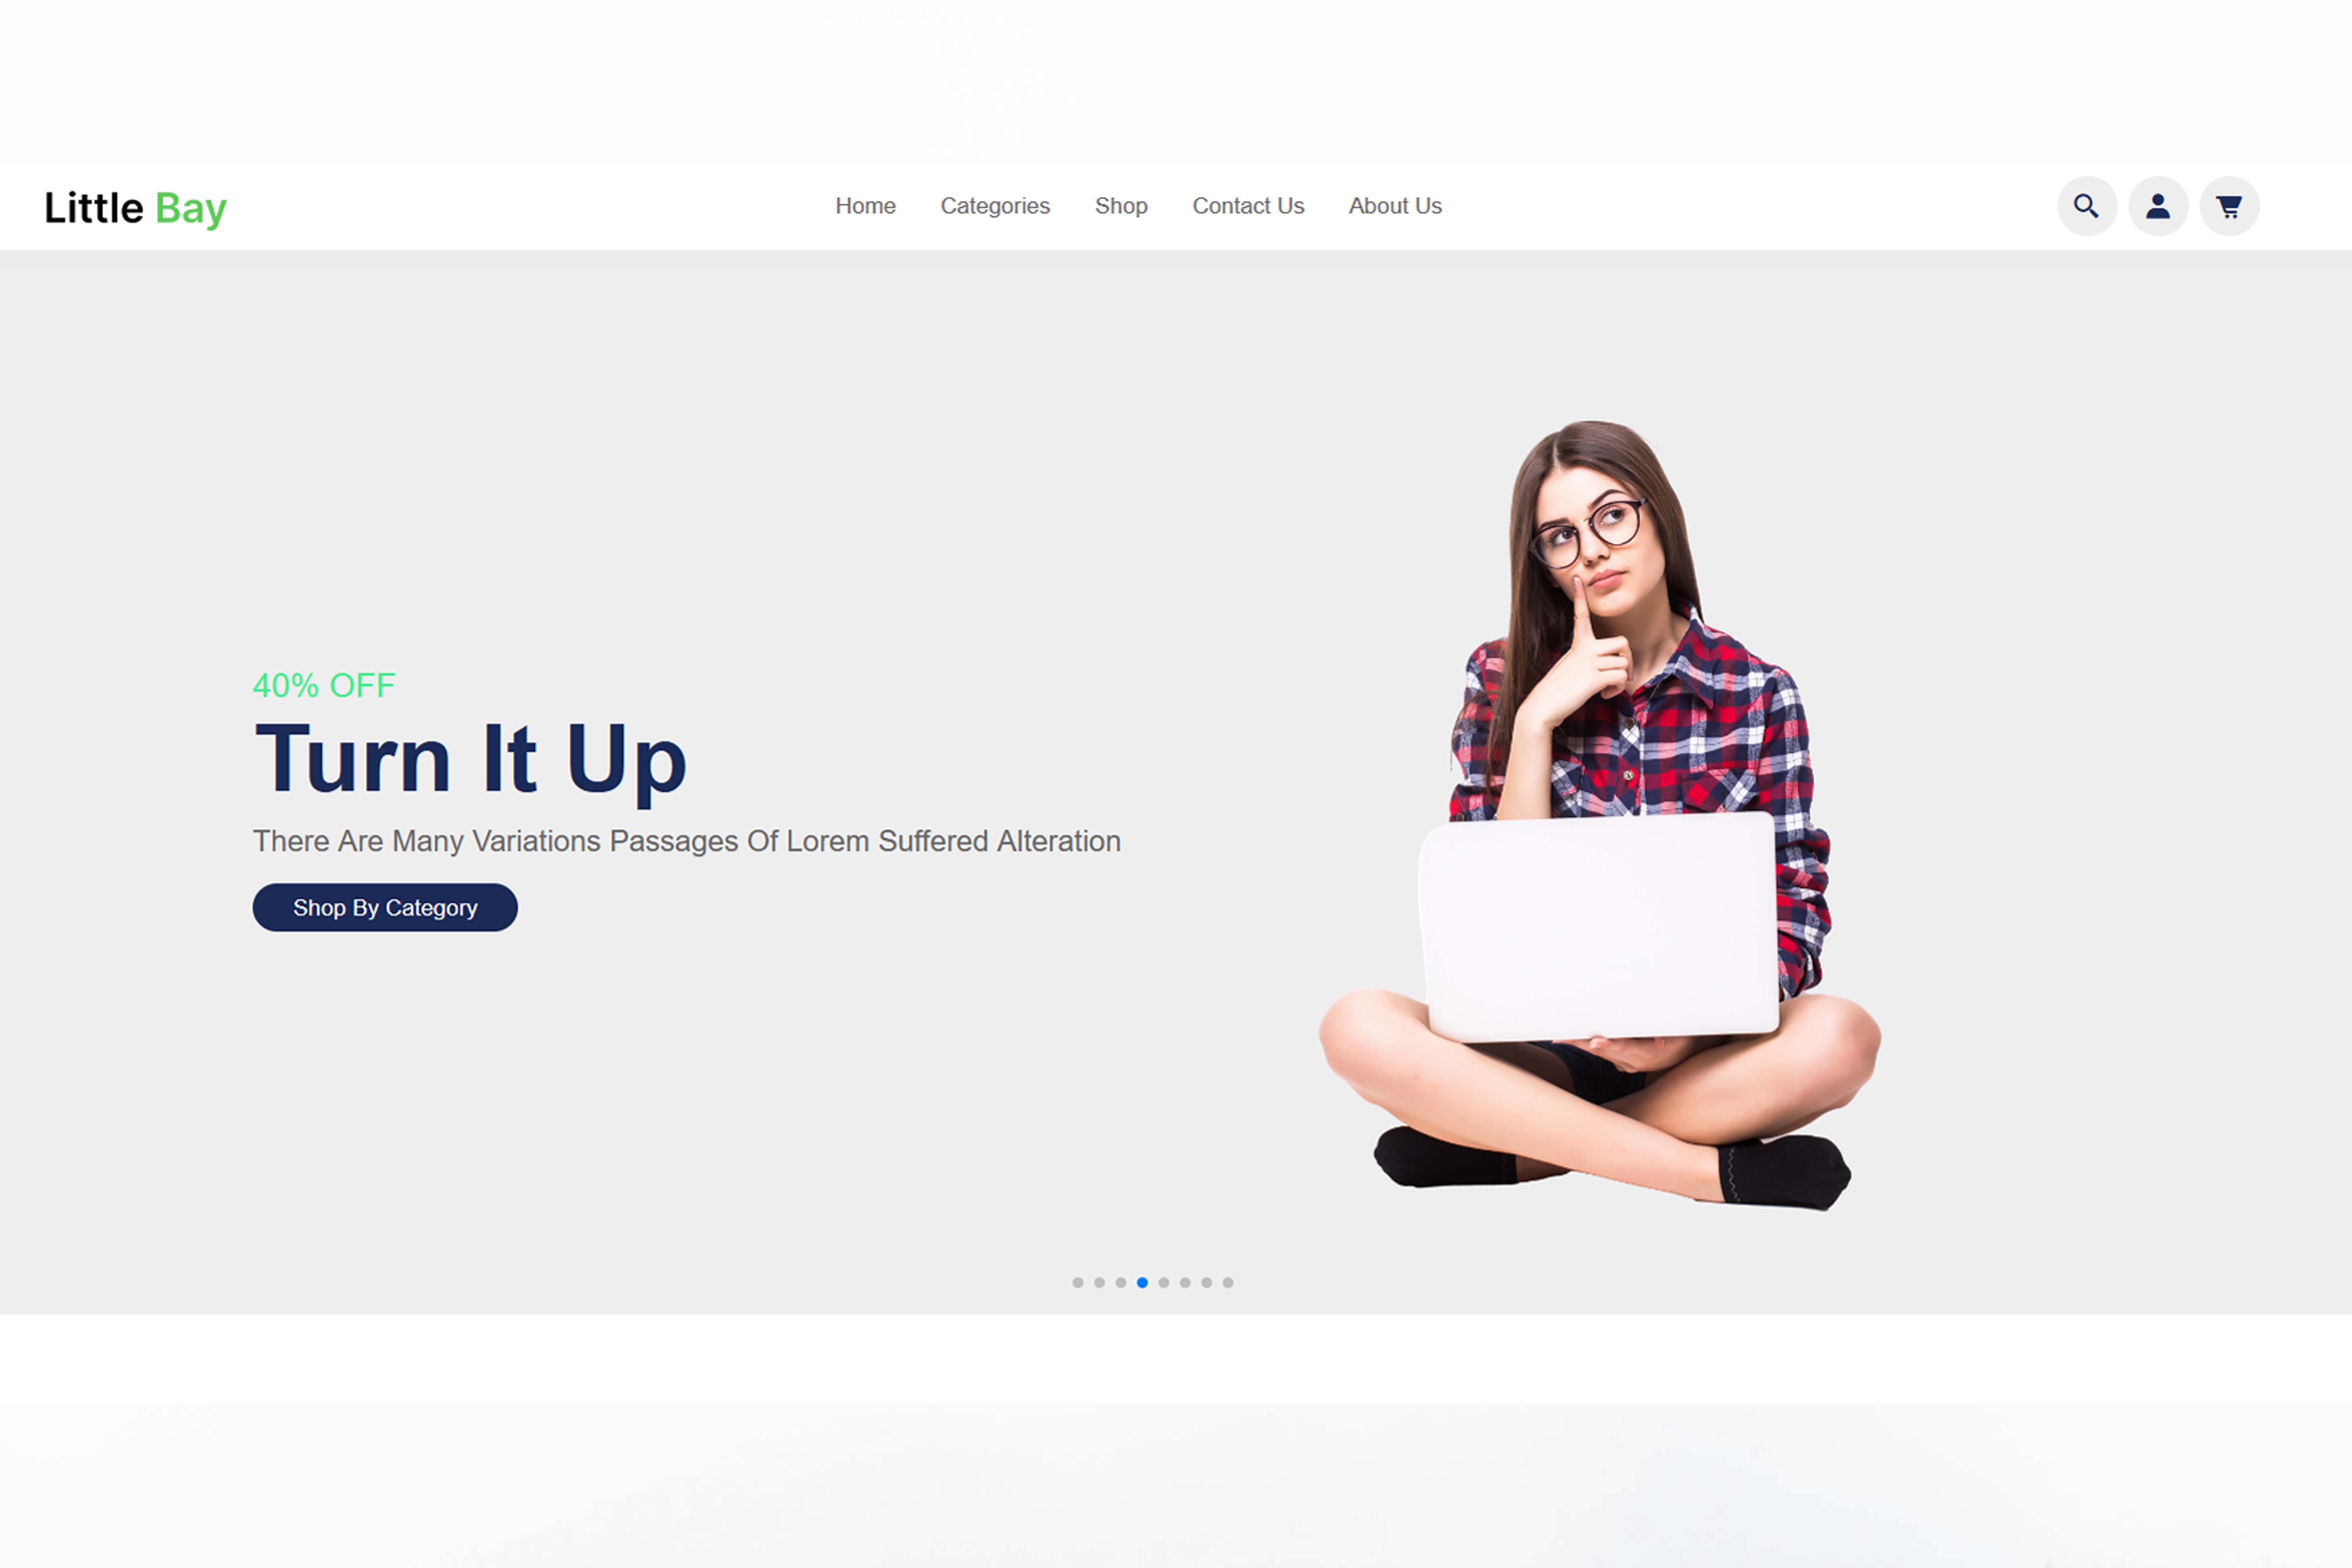 Little Bay
Home Categories Shop Contact Us About Us
40% OFF
Turn It Up
There Are Many Variations Passages Of Lorem Suffered Alteration
Shop By Category